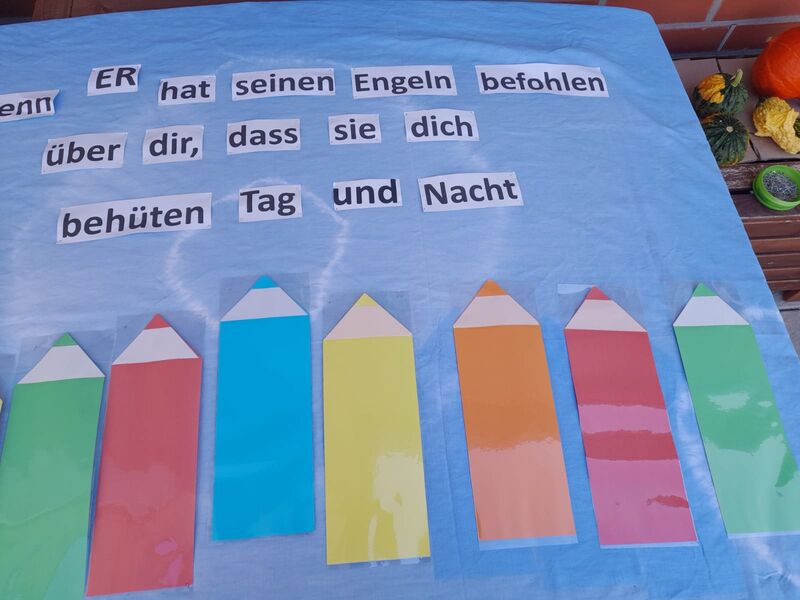 enn ER hat seinen Engeln befohlen
über dir, dass sie dich
behüten Tag und Nacht